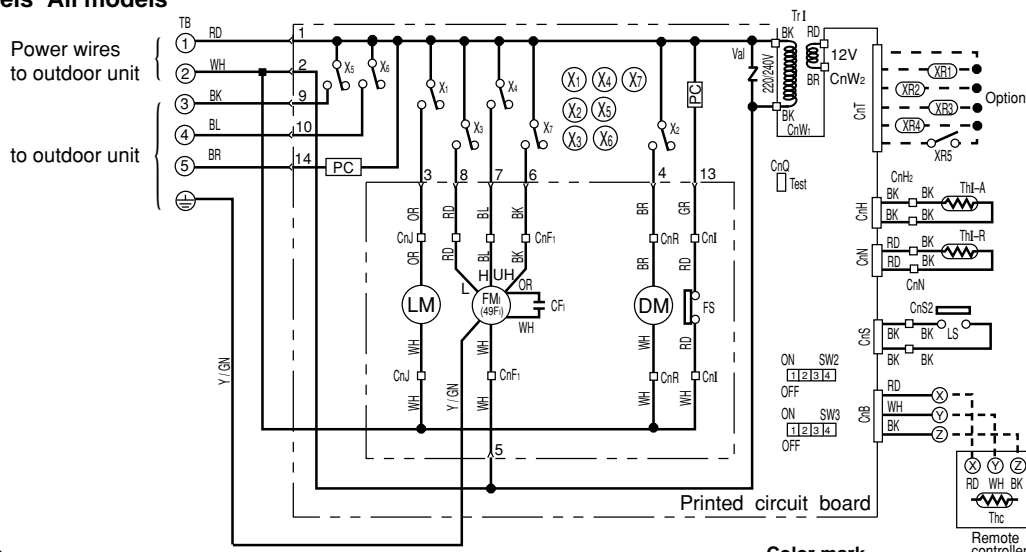 els All models
TB
Power wires
to outdoor unit
to outdoor unit
1 RD 1
2 WH 2
3 BK 9
4 BL 10
5 BR 14 PC
X5 X6 X1 X3 X4 X7 X2
X1 X4 X7
X2 X5
X3 X6
Val
220/240V
PC
TrI
BK RD
12V
BR CnW2
BK
CnW1
CnT
XR1
XR2
XR3
XR4
XR5
Option
CnQ
Test
3 8 7 6 4 13
OR RD BL BK BR GR
CnJ CnF1 CnR CnI
OR RD BL BK BR RD
L H UH OR
LM
FMI
(49FI)
CFI
WH
DM
FS
WH WH WH RD
CnJ CnF1 CnR CnI
WH Y/GN WH WH WH
Y/GN
5
CnH2
CnH
BK BK ThI-A
BK BK
CnN
RD BK ThI-R
RD BK
CnN
CnS2
CnS
BK BK LS
BK BK
ON SW2
1 2 3 4
OFF
ON SW3
1 2 3 4
OFF
CnB
RD X
WH Y
BK Z
X Y Z
RD WH BK
Thc
Remote
controller
Printed circuit board
Color mark